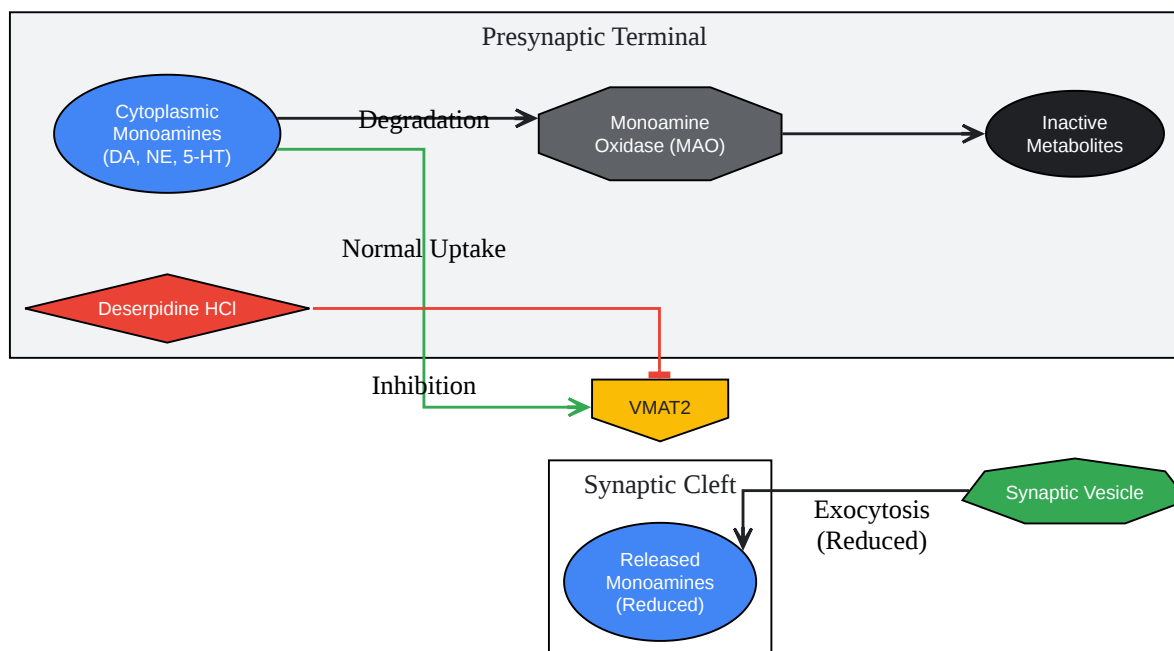 Presynaptic Terminal
Cytoplasmic
Monoamines
(DA, NE, 5-HT)
Degradation
Monoamine
Oxidase (MAO)
Inactive
Metabolites
Normal Uptake
Deserpidine HCl
Inhibition
VMAT2
Synaptic Cleft
Synaptic Vesicle
Exocytosis
(Reduced)
Released
Monoamines
(Reduced)